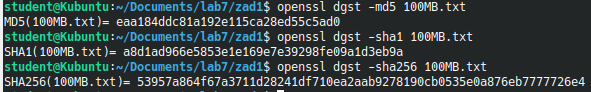 student@Kubuntu:~/Documents/lab7/zad1$ openssl dgst -md5 100MB.txt
MD5(100MB.txt)= eaa184ddc81a192e115ca28ed55c5ad0
student@Kubuntu:~/Documents/lab7/zad1$ openssl dgst -sha1 100MB.txt
SHA1(100MB.txt)= a8d1ad966e5853e1e169e7e39298fe09a1d3eb9a
student@Kubuntu:~/Documents/lab7/zad1$ openssl dgst -sha256 100MB.txt
SHA256(100MB.txt)= 53957a864f67a3711d28241df710ea2aab9278190cb0535e0a876eb7777726e4